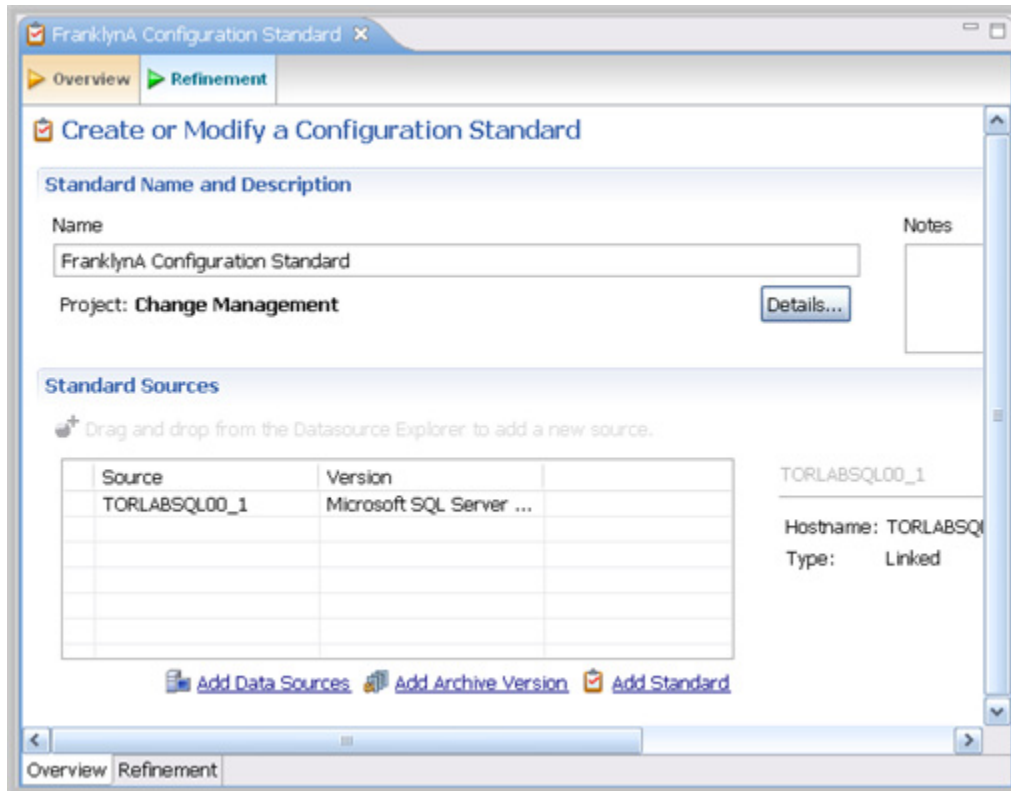 FranklynA Configuration Standard
Overview Refinement
Create or Modify a Configuration Standard
Standard Name and Description
Name
Notes
FranklynA Configuration Standard
Project: Change Management
Details...
Standard Sources
Drag and drop from the Datasource Explorer to add a new source.
Source Version
TORLABSQL00_1 Microsoft SQL Server ...
TORLABSQL00_1
Hostname: TORLABSQ
Type: Linked
Add Data Sources Add Archive Version Add Standard
Overview Refinement